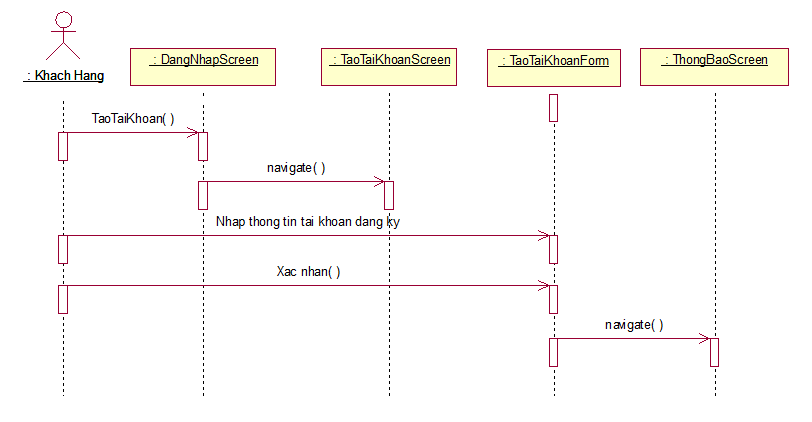 : Khach Hang
: DangNhapScreen
: TaoTaiKhoanScreen
: TaoTaiKhoanForm
: ThongBaoScreen
TaoTaiKhoan( )
navigate( )
Nhap thong tin tai khoan dang ky
Xac nhan( )
navigate( )